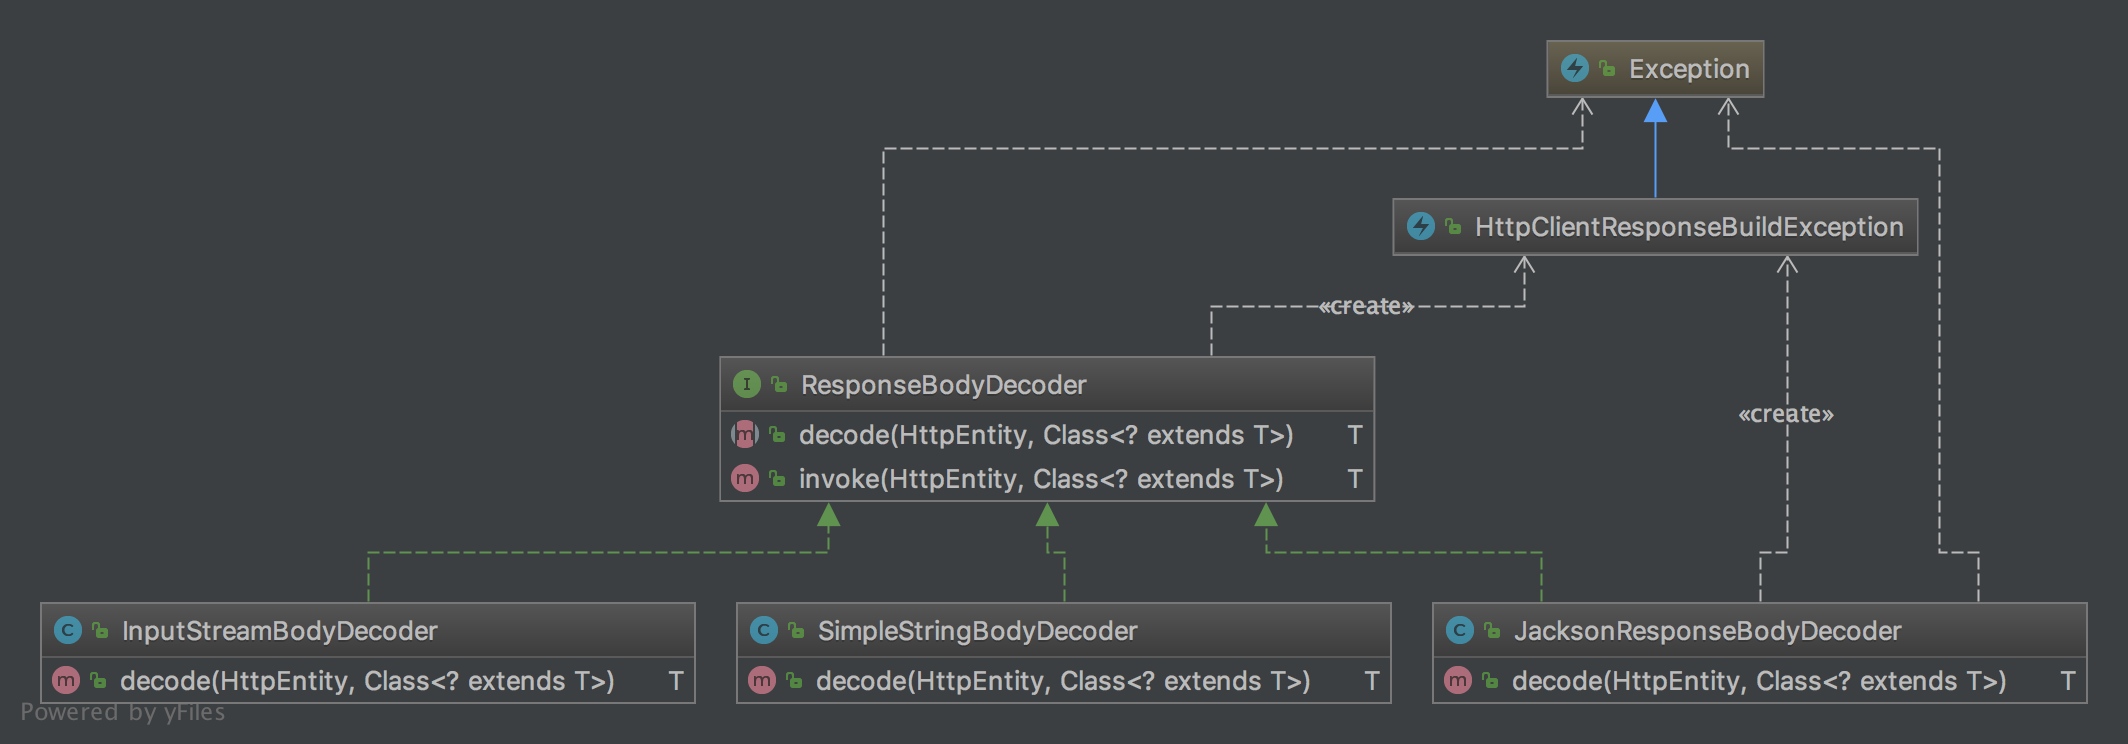 Exception
HttpClientResponseBuildException
«create»
ResponseBodyDecoder
decode(HttpEntity, Class<? extends T>) T
invoke(HttpEntity, Class<? extends T>) T
«create»
InputStreamBodyDecoder
decode(HttpEntity, Class<? extends T>) T
SimpleStringBodyDecoder
decode(HttpEntity, Class<? extends T>) T
JacksonResponseBodyDecoder
decode(HttpEntity, Class<? extends T>) T
Powered by yFiles